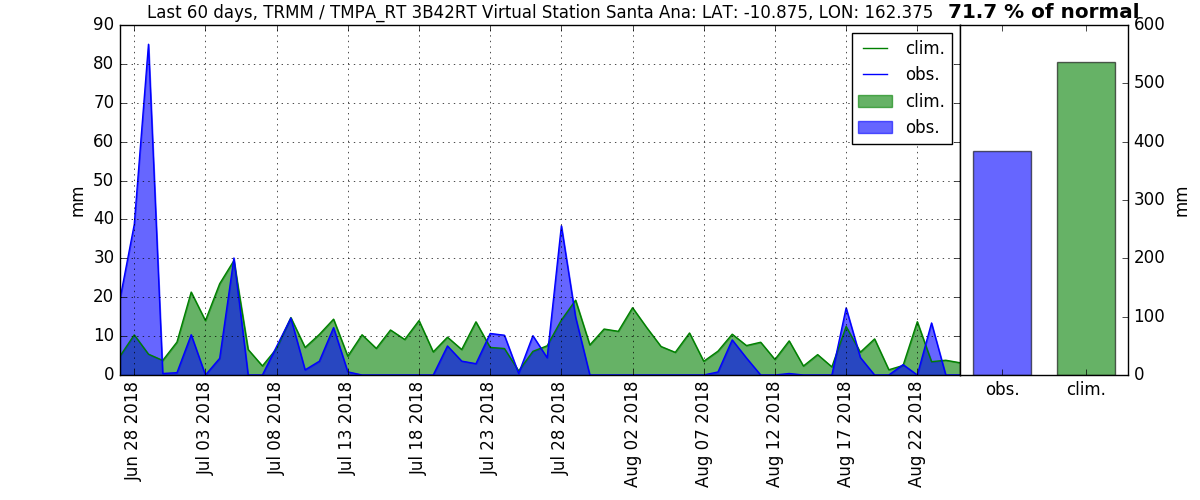 Last 60 days, TRMM / TMPA_RT 3B42RT Virtual Station Santa Ana: LAT: -10.875, LON: 162.375 71.7 % of normal
90
80
70
60
50
40
30
20
10
0
mm
clim.
obs.
clim.
obs.
Jun 28 2018
Jul 03 2018
Jul 08 2018
Jul 13 2018
Jul 18 2018
Jul 23 2018
Jul 28 2018
Aug 02 2018
Aug 07 2018
Aug 12 2018
Aug 17 2018
Aug 22 2018
600
500
400
300
200
100
0
mm
obs.
clim.